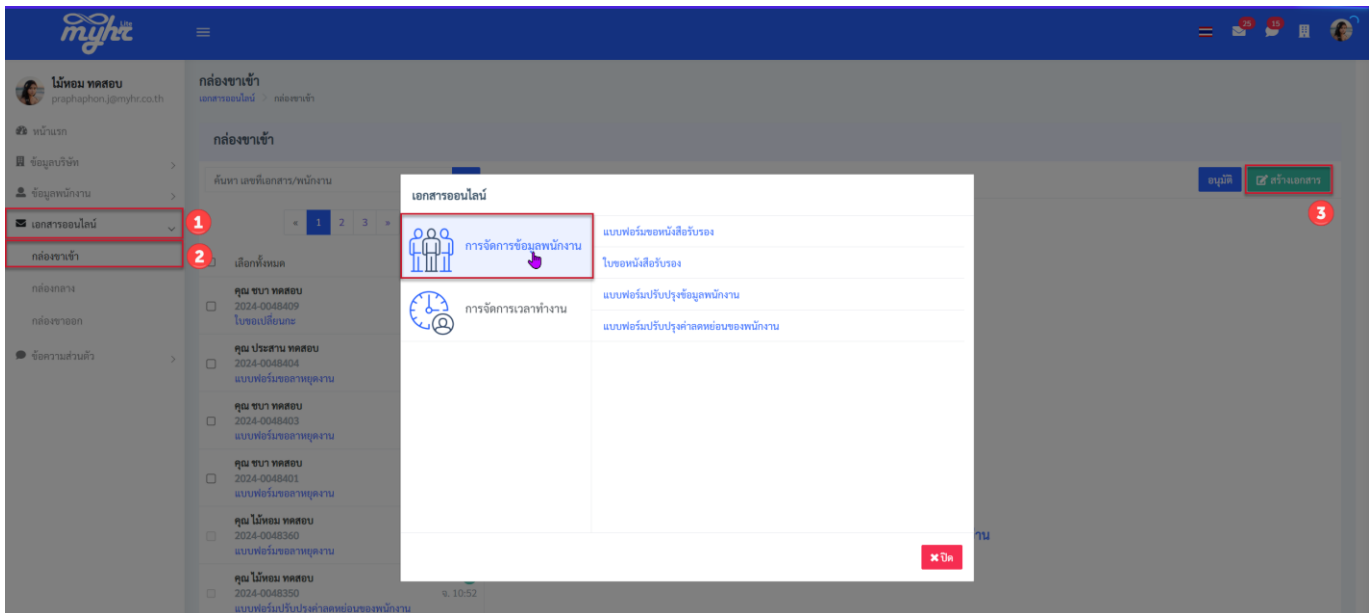 myhr Lite
25
15
ไม้หอม ทดสอบ
praphaphon.j@myhr.co.th
หน้าแรก
ข้อมูลบริษัท
ข้อมูลพนักงาน
เอกสารออนไลน์
1
กล่องขาเข้า
2
กล่องกลาง
กล่องขาออก
ข้อความส่วนตัว
กล่องขาเข้า
เอกสารออนไลน์ กล่องขาเข้า
กล่องขาเข้า
ค้นหา เลขที่เอกสาร/พนักงาน
อนุมัติ
สร้างเอกสาร
3
« 1 2 3 »
เลือกทั้งหมด
คุณ ชบา ทดสอบ
2024-0048409
ใบขอเปลี่ยนกะ
คุณ ประสาน ทดสอบ
2024-0048404
แบบฟอร์มขอลาหยุดงาน
คุณ ชบา ทดสอบ
2024-0048403
แบบฟอร์มขอลาหยุดงาน
คุณ ชบา ทดสอบ
2024-0048401
แบบฟอร์มขอลาหยุดงาน
คุณ ไม้หอม ทดสอบ
2024-0048360
แบบฟอร์มขอลาหยุดงาน
คุณ ไม้หอม ทดสอบ
2024-0048350
จ. 10:52
แบบฟอร์มปรับปรุงค่าลดหย่อนของพนักงาน
เอกสารออนไลน์
การจัดการข้อมูลพนักงาน
การจัดการเวลาทำงาน
แบบฟอร์มขอหนังสือรับรอง
ใบขอหนังสือรับรอง
แบบฟอร์มปรับปรุงข้อมูลพนักงาน
แบบฟอร์มปรับปรุงค่าลดหย่อนของพนักงาน
ปิด